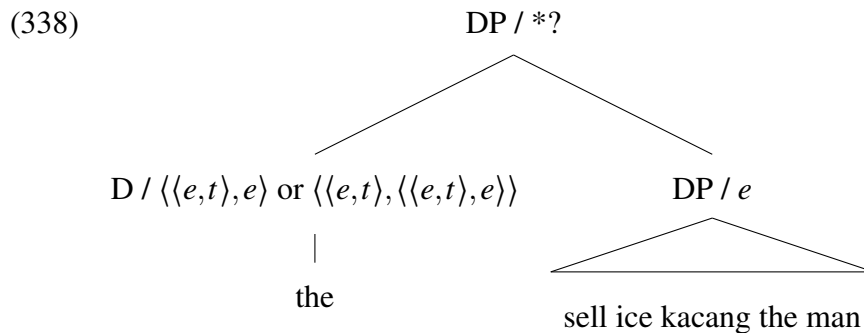 (338) DP / *?
D / ⟨⟨e,t⟩,e⟩ or ⟨⟨e,t⟩,⟨⟨e,t⟩,e⟩⟩ DP / e
the
sell ice kacang the man